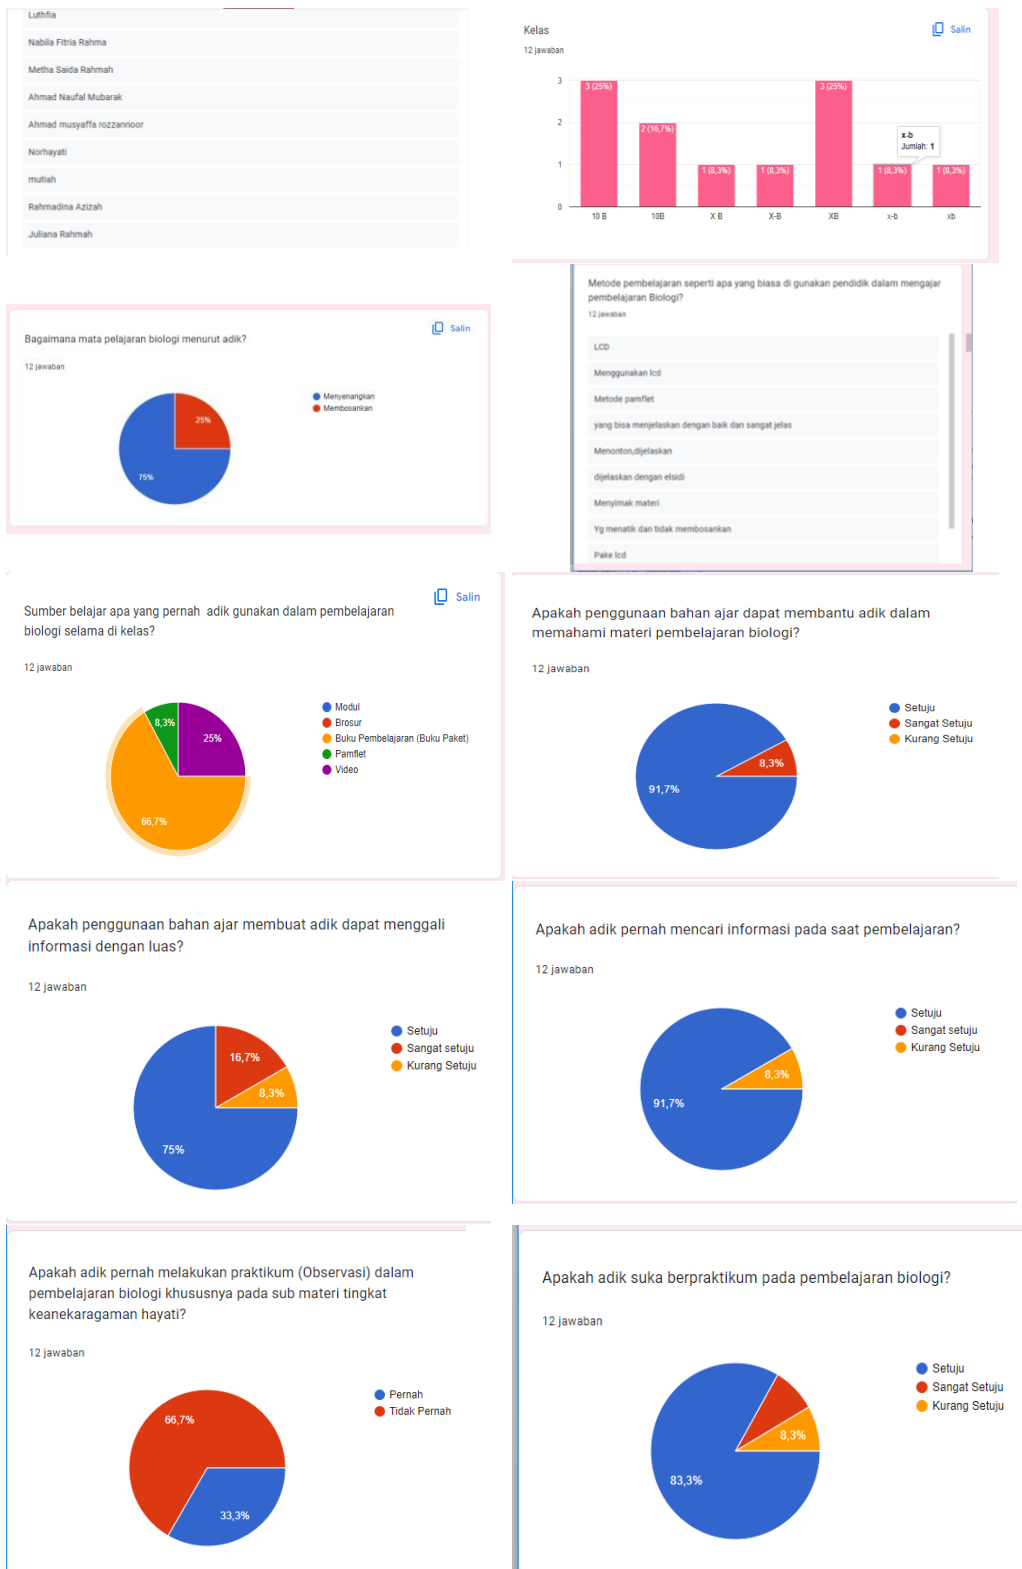 Luthfia
Nabila Fitria Rahma
Metha Saida Rahmah
Ahmad Naufal Mubarak
Ahmad musyaffa rozzannoor
Norhayati
mutiah
Rahmadina Azizah
Juliana Rahmah
Kelas
Salin
12 jawaban
3
2
1
0
3 (25%)
2 (16,7%)
1 (8,3%)
1 (8,3%)
3 (25%)
1 (8,3%)
1 (8,3%)
x-b
Jumlah: 1
10 B
10B
X B
X-B
XB
x-b
xb
Bagaimana mata pelajaran biologi menurut adik?
Salin
12 jawaban
25%
75%
Menyenangkan
Membosankan
Metode pembelajaran seperti apa yang biasa di gunakan pendidik dalam mengajar
pembelajaran Biologi?
12 jawaban
LCD
Menggunakan lcd
Metode pamflet
yang bisa menjelaskan dengan baik dan sangat jelas
Menonton,dijelaskan
dijelaskan dengan elsidi
Menyimak materi
Yg menatik dan tidak membosankan
Pake lcd
Sumber belajar apa yang pernah adik gunakan dalam pembelajaran
biologi selama di kelas?
Salin
12 jawaban
8,3%
25%
66,7%
Modul
Brosur
Buku Pembelajaran (Buku Paket)
Pamflet
Video
Apakah penggunaan bahan ajar dapat membantu adik dalam
memahami materi pembelajaran biologi?
12 jawaban
8,3%
91,7%
Setuju
Sangat Setuju
Kurang Setuju
Apakah penggunaan bahan ajar membuat adik dapat menggali
informasi dengan luas?
12 jawaban
16,7%
8,3%
75%
Setuju
Sangat setuju
Kurang Setuju
Apakah adik pernah mencari informasi pada saat pembelajaran?
12 jawaban
8,3%
91,7%
Setuju
Sangat setuju
Kurang Setuju
Apakah adik pernah melakukan praktikum (Observasi) dalam
pembelajaran biologi khususnya pada sub materi tingkat
keanekaragaman hayati?
12 jawaban
66,7%
33,3%
Pernah
Tidak Pernah
Apakah adik suka berpraktikum pada pembelajaran biologi?
12 jawaban
8,3%
83,3%
Setuju
Sangat Setuju
Kurang Setuju